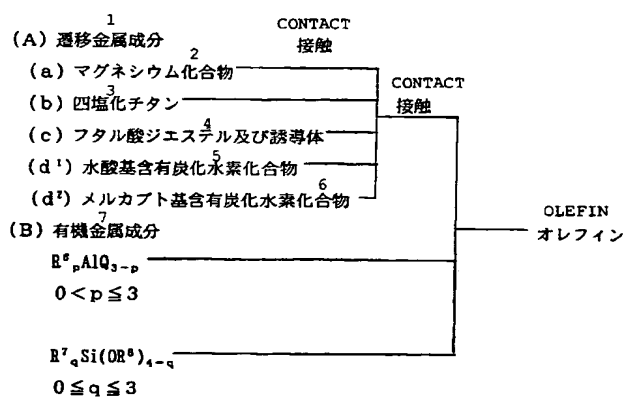 1
CONTACT
接触
(A) 遷移金属成分
2
(a) マグネシウム化合物
CONTACT
接触
3
(b) 四塩化チタン
4
(c) フタル酸ジエステル及び誘導体
5
(d¹) 水酸基含有炭化水素化合物
6
(d²) メルカプト基含有炭化水素化合物
7
(B) 有機金属成分
OLEFIN
オレフィン
R⁶ₚAlQ₃₋ₚ
0<p≦3
R⁷qSi(OR⁸)₄₋q
0≦q≦3